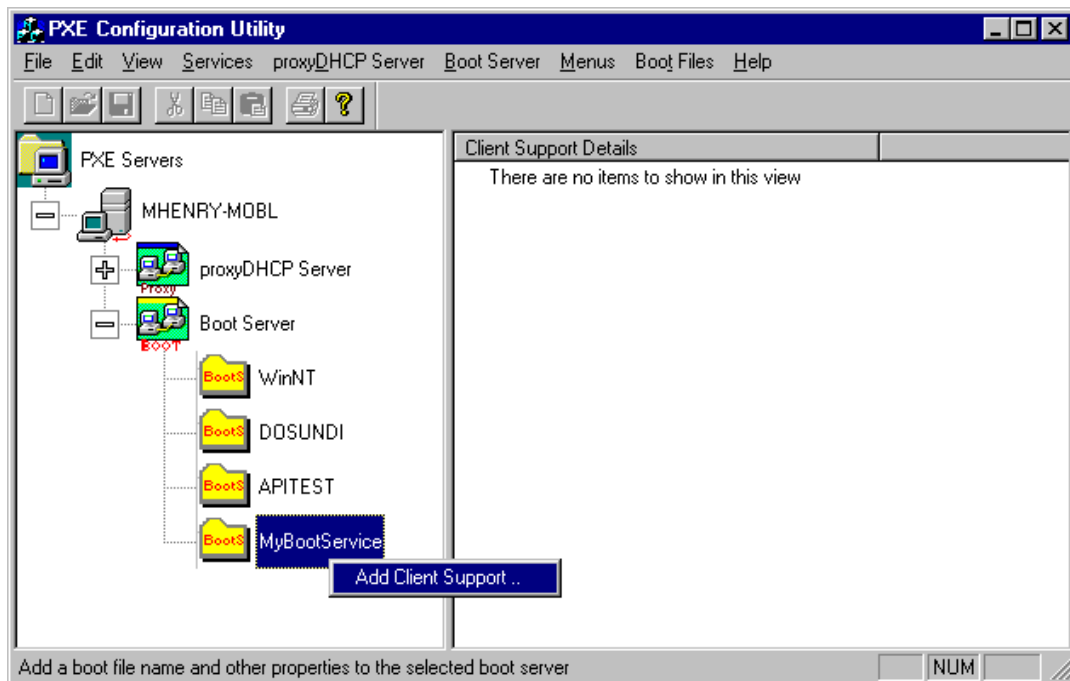 PXE Configuration Utility
File Edit View Services proxyDHCP Server Boot Server Menus Boot Files Help
PXE Servers
MHENRY-MOBL
proxyDHCP Server
Proxy
Boot Server
BOOT
BootS WinNT
BootS DOSUNDI
BootS APITEST
BootS MyBootService
Add Client Support ..
Client Support Details
There are no items to show in this view
Add a boot file name and other properties to the selected boot server
NUM